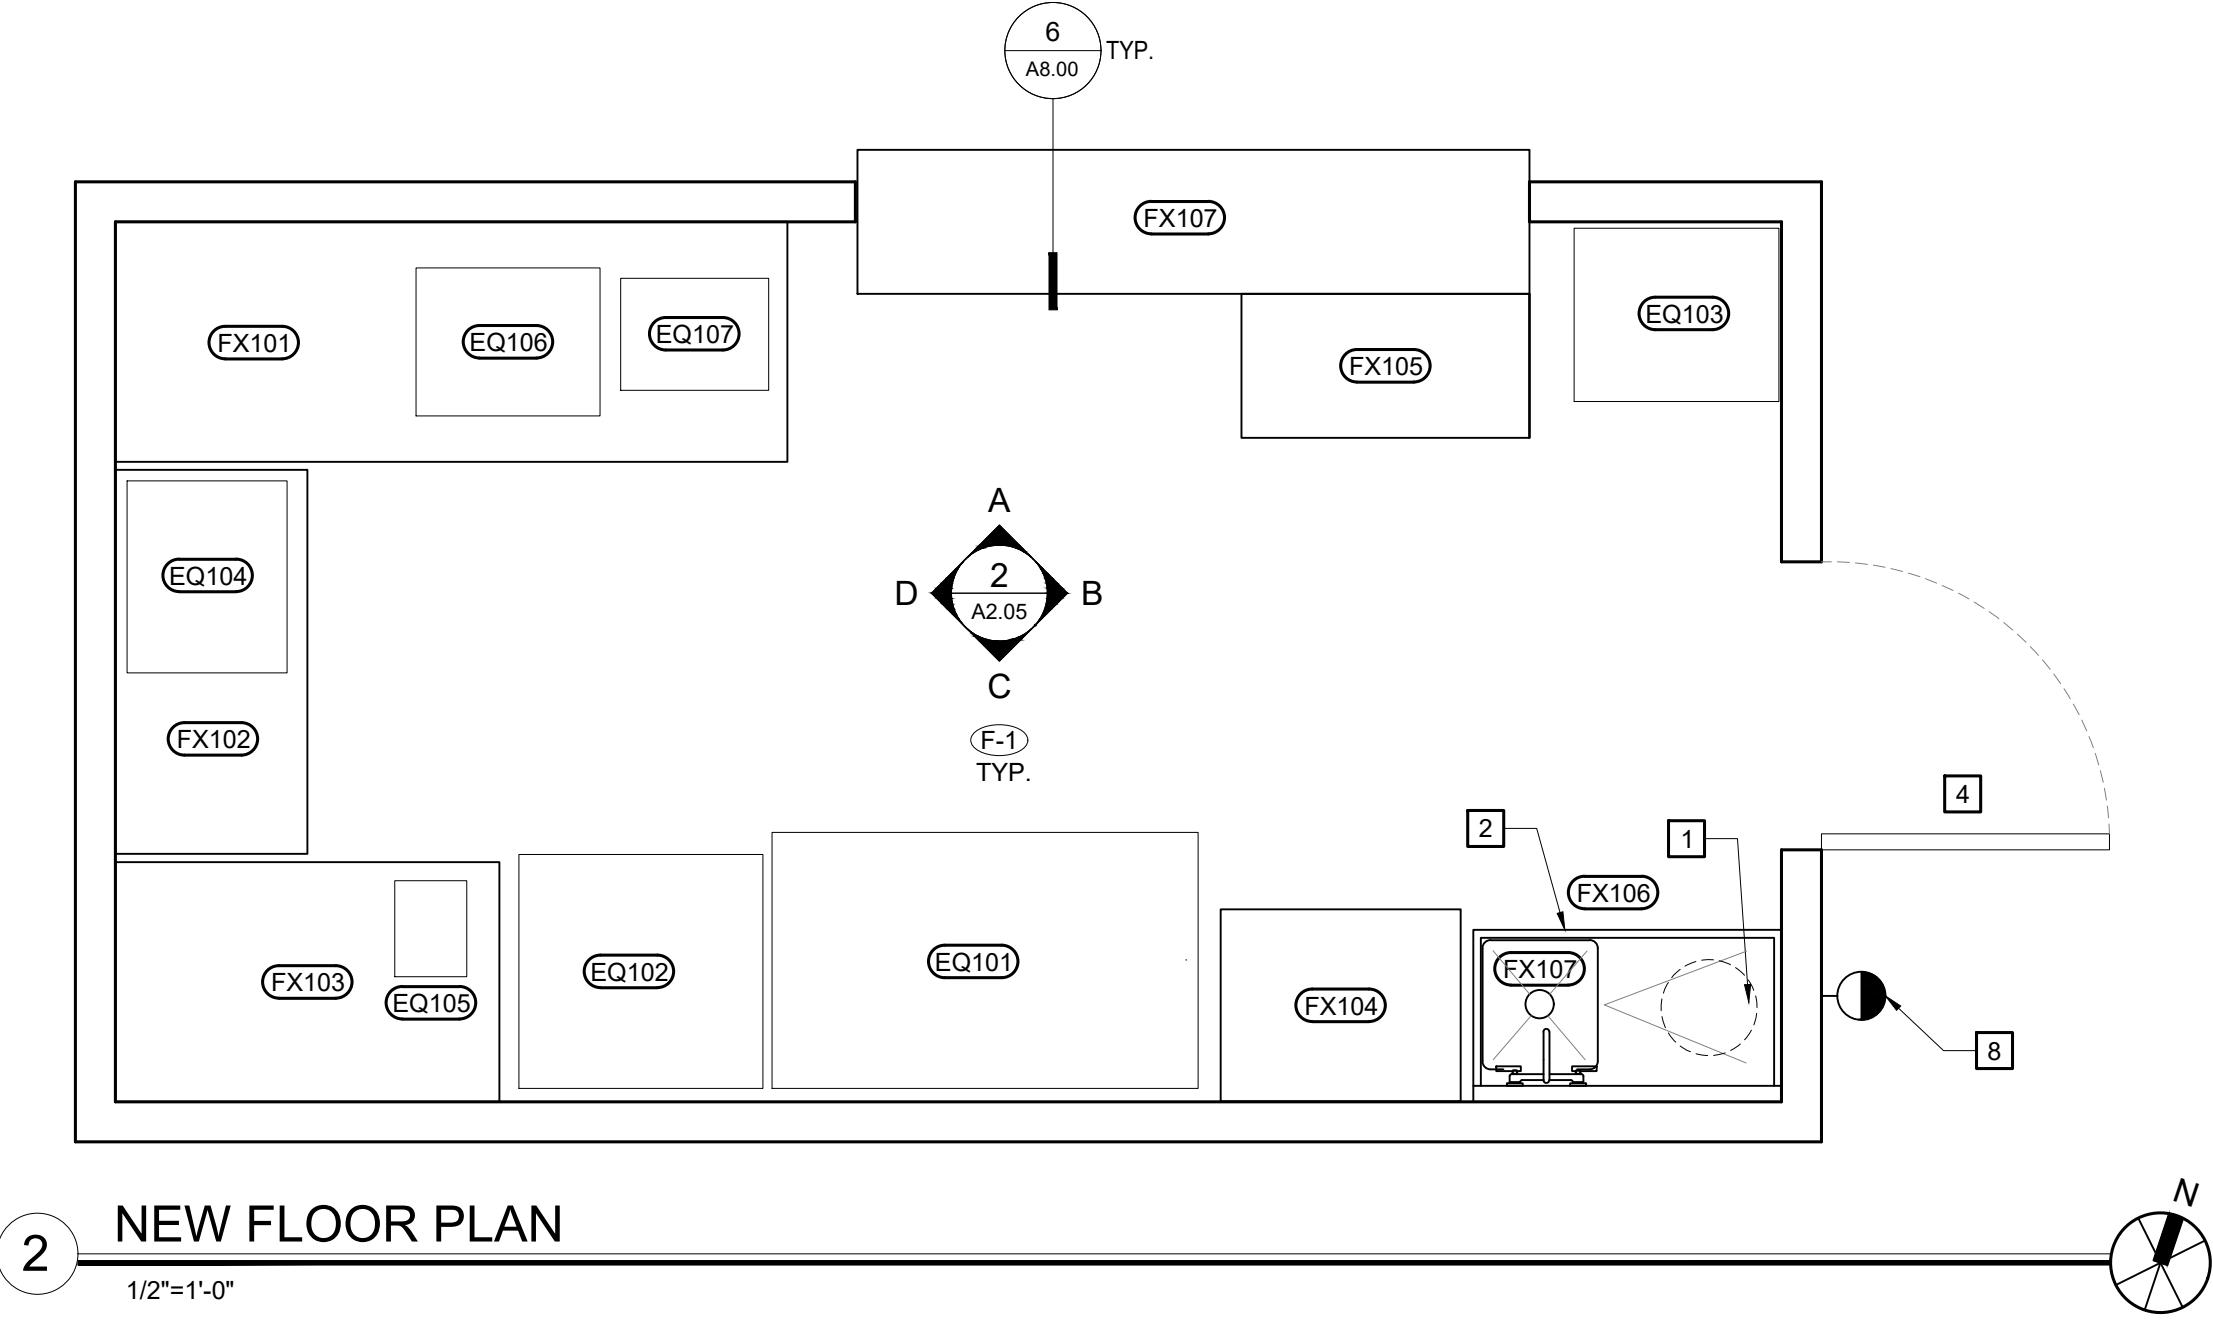 6
A8.00
TYP.
FX107
FX101
EQ106
EQ107
EQ103
FX105
A
EQ104
D
2
A2.05
B
C
FX102
F-1
TYP.
4
2
1
FX106
FX107
EQ101
EQ102
FX103
EQ105
FX104
8
N
2
NEW FLOOR PLAN
1/2"=1'-0"